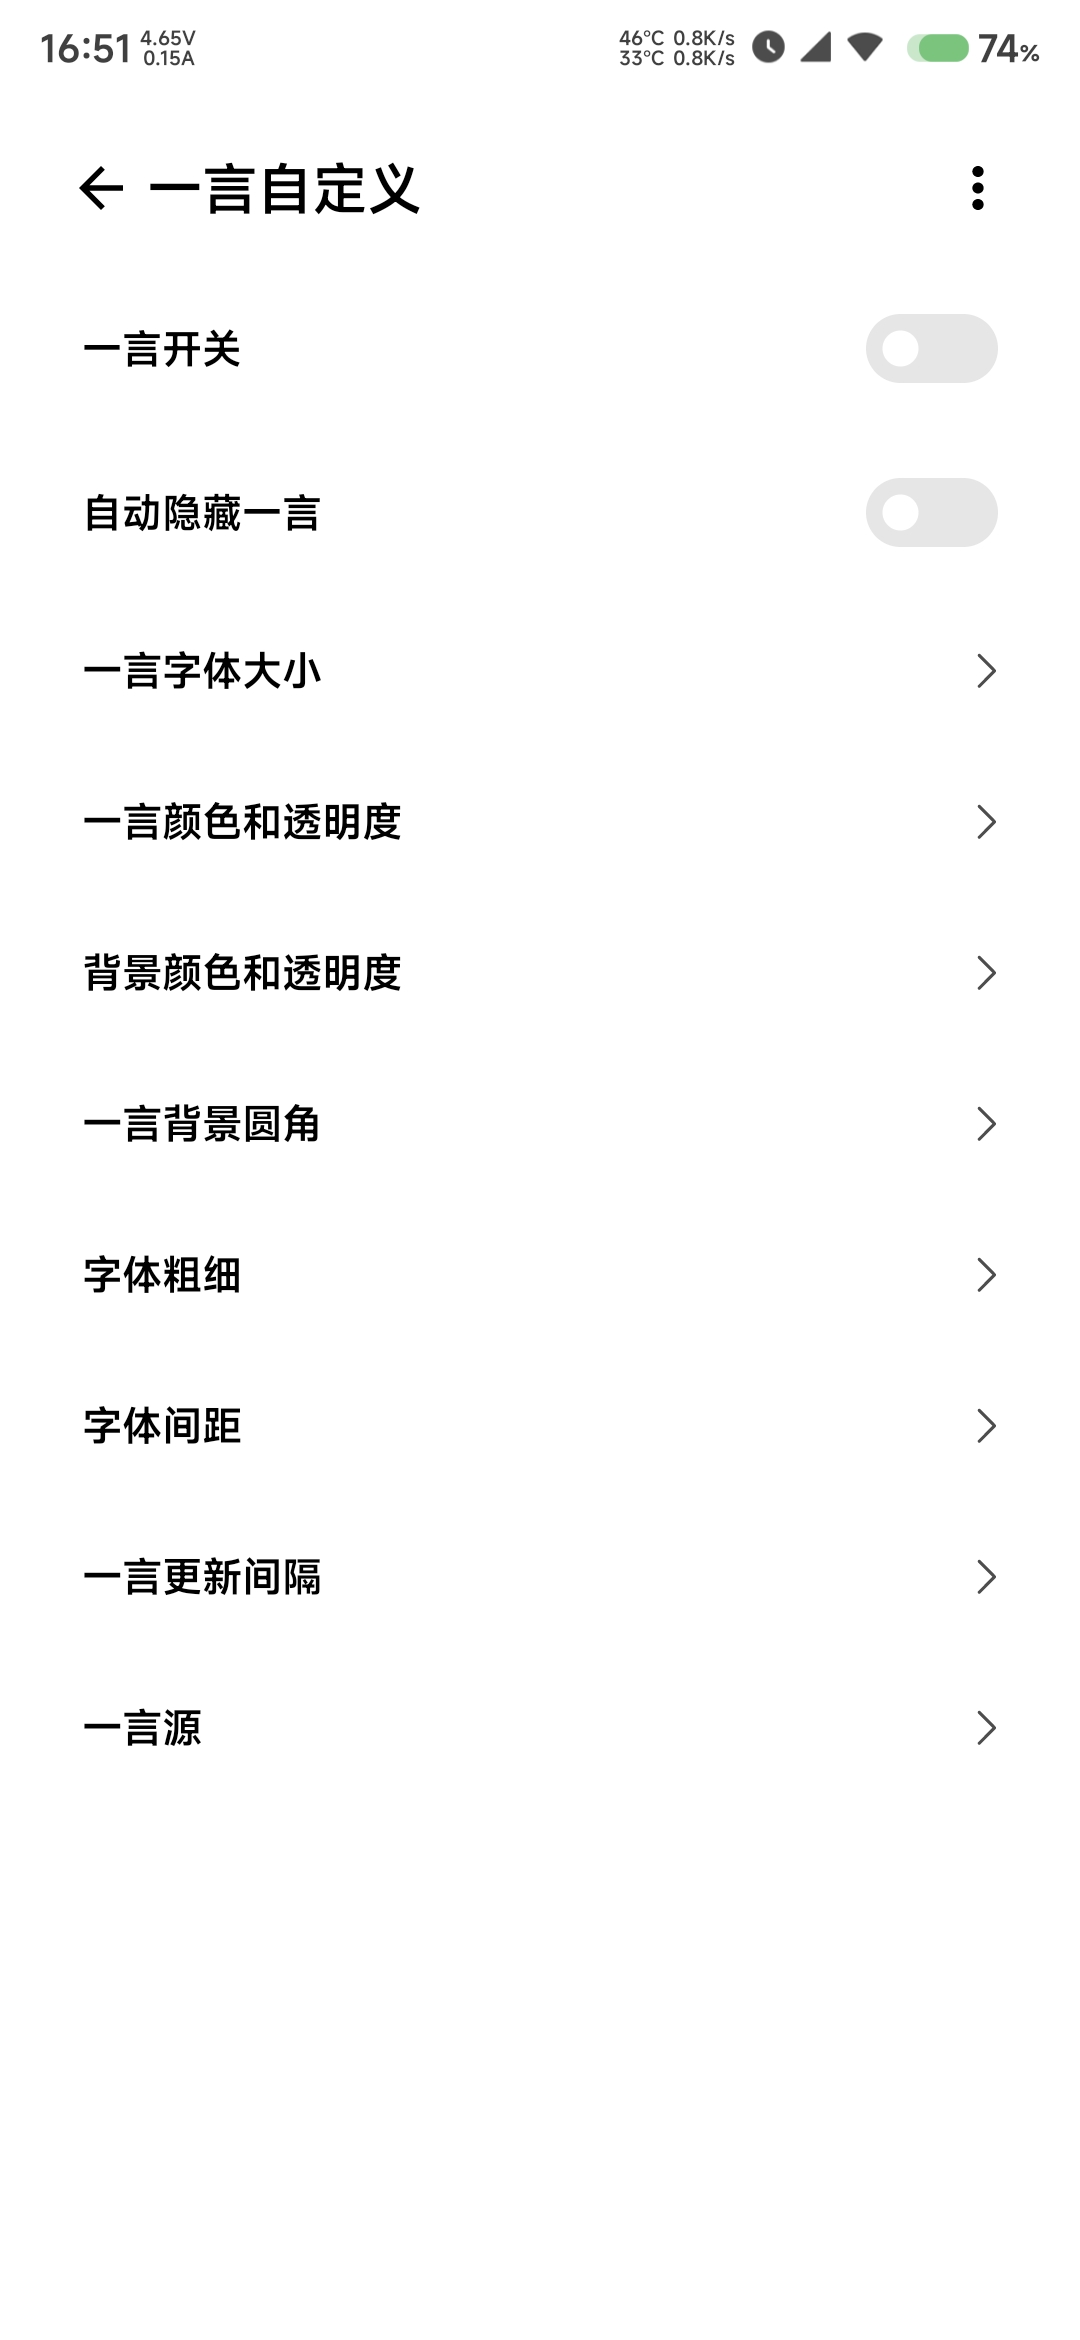 16:51 4.65V 0.15A 46°C 0.8K/s 33°C 0.8K/s 74%
一言自定义
一言开关
自动隐藏一言
一言字体大小
一言颜色和透明度
背景颜色和透明度
一言背景圆角
字体粗细
字体间距
一言更新间隔
一言源